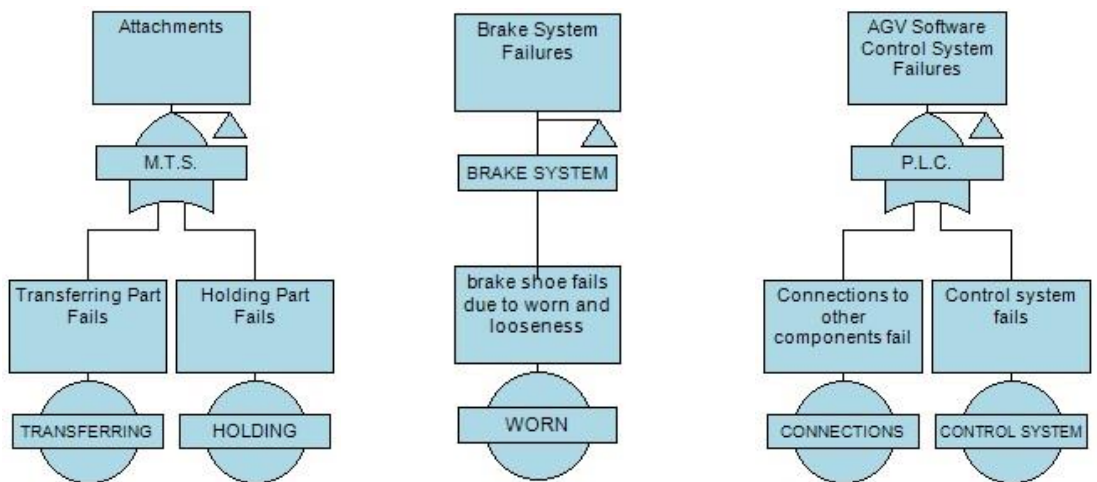 Attachments
M.T.S.
Transferring Part
Fails
TRANSFERRING
Holding Part
Fails
HOLDING
Brake System
Failures
BRAKE SYSTEM
brake shoe fails
due to worn and
looseness
WORN
AGV Software
Control System
Failures
P.L.C.
Connections to
other
components fail
CONNECTIONS
Control system
fails
CONTROL SYSTEM